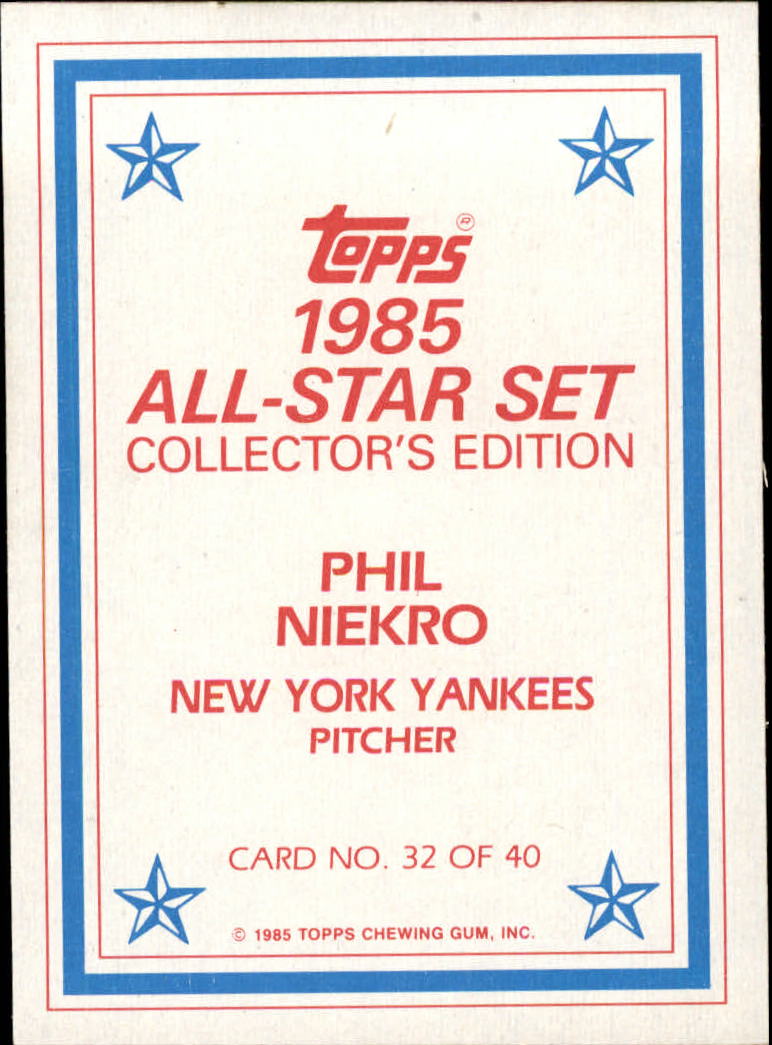 Topps®
1985
ALL-STAR SET
COLLECTOR'S EDITION
PHIL
NIEKRO
NEW YORK YANKEES
PITCHER
CARD NO. 32 OF 40
© 1985 TOPPS CHEWING GUM, INC.